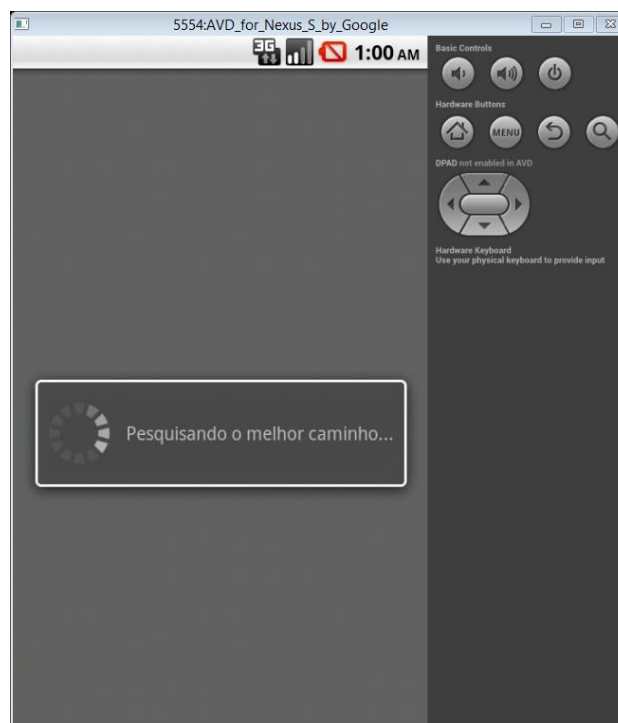 5554:AVD_for_Nexus_S_by_Google
3G 1:00 AM
Basic Controls
Hardware Buttons
MENU
DPAD not enabled in AVD
Hardware Keyboard
Use your physical keyboard to provide input
Pesquisando o melhor caminho...